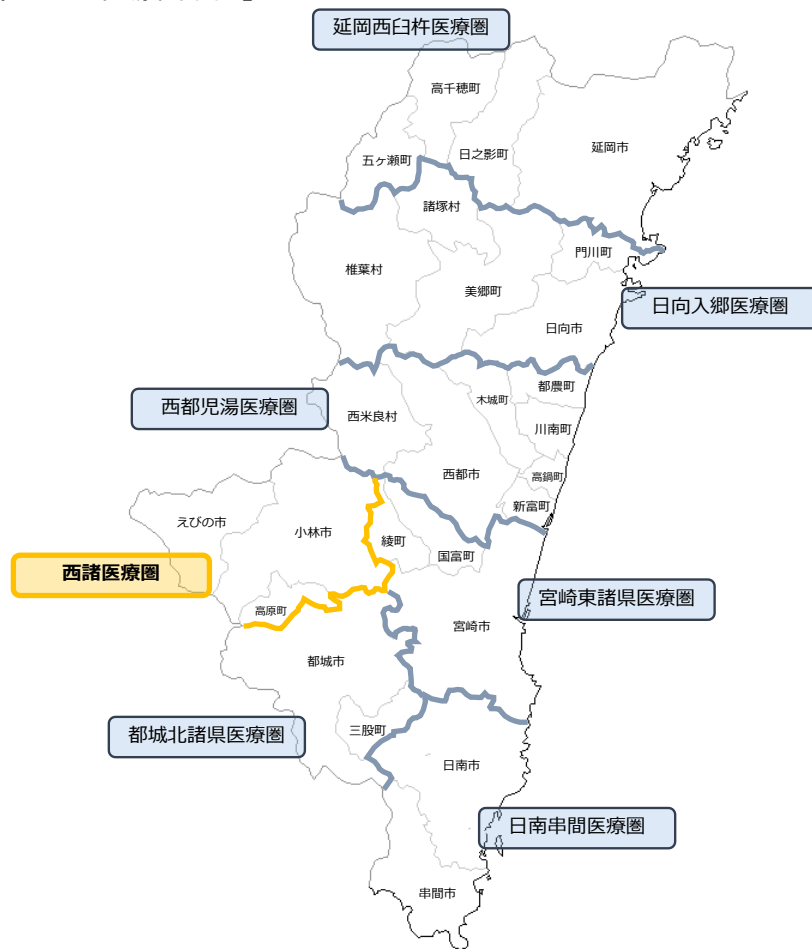 延岡西臼杵医療圏
高千穂町
延岡市
日之影町
五ヶ瀬町
諸塚村
門川町
椎葉村
美郷町
日向入郷医療圏
日向市
都農町
木城町
西都児湯医療圏
西米良村
川南町
西都市
高鍋町
新富町
えびの市
小林市
綾町
国富町
西諸医療圏
宮崎東諸県医療圏
高原町
宮崎市
都城市
三股町
都城北諸県医療圏
日南市
日南串間医療圏
串間市